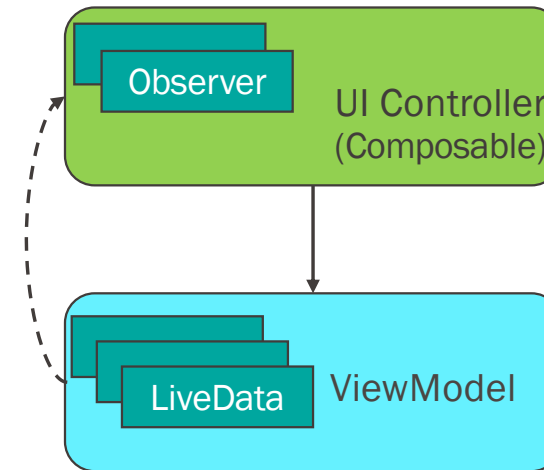 Observer
UI Controller
(Composable)
LiveData
ViewModel